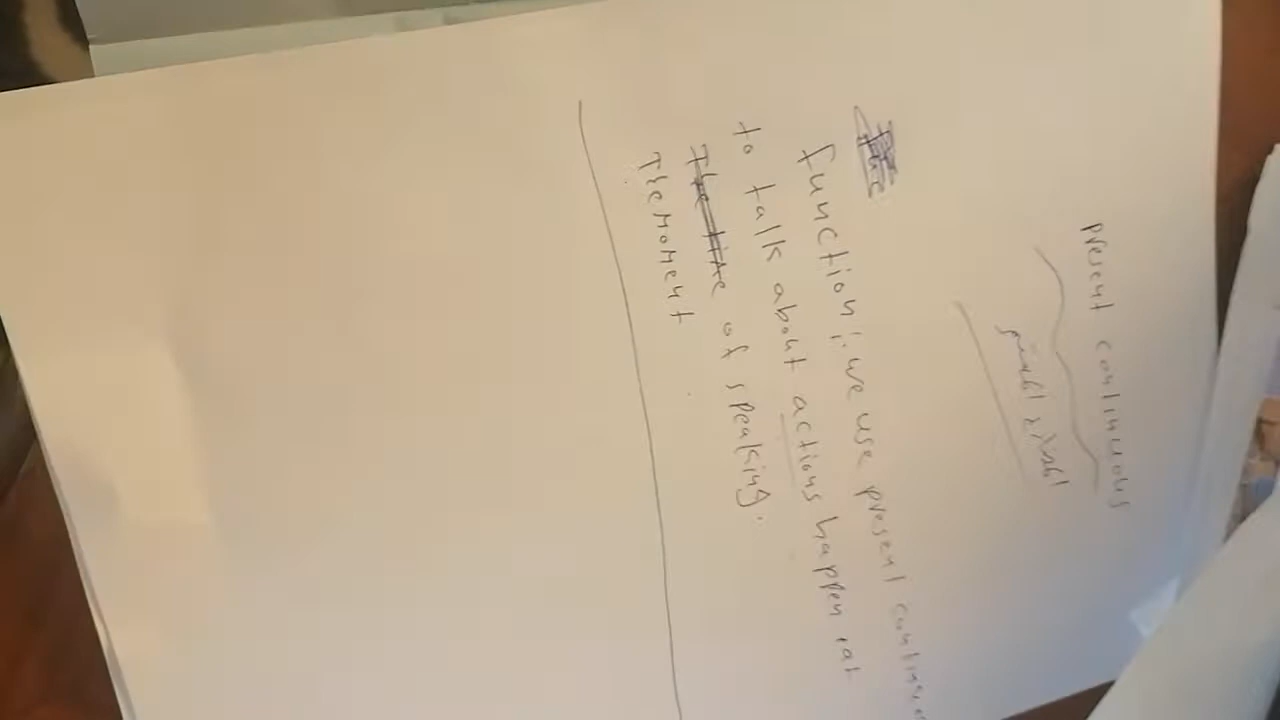 present continuous
function: we use present continuous
to talk about actions happen at
The time of speaking.
The moment